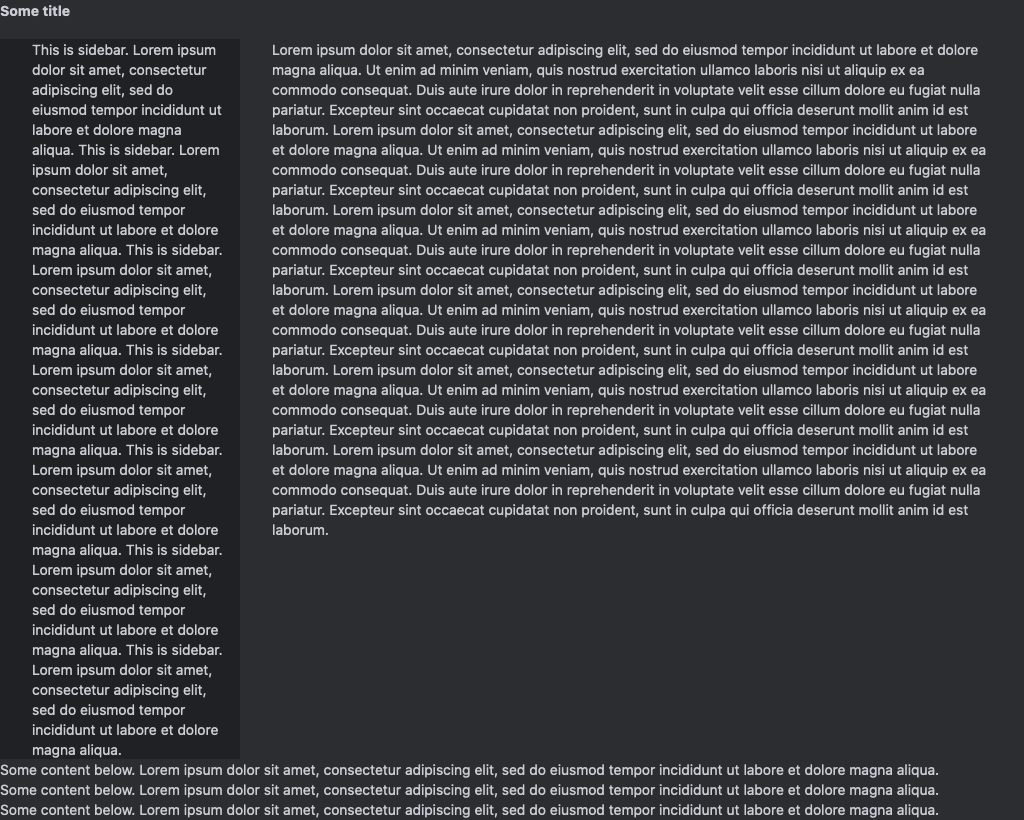 Some title
This is sidebar. Lorem ipsum
dolor sit amet, consectetur
adipiscing elit, sed do
eiusmod tempor incididunt ut
labore et dolore magna
aliqua. This is sidebar. Lorem
ipsum dolor sit amet,
consectetur adipiscing elit,
sed do eiusmod tempor
incididunt ut labore et dolore
magna aliqua. This is sidebar.
Lorem ipsum dolor sit amet,
consectetur adipiscing elit,
sed do eiusmod tempor
incididunt ut labore et dolore
magna aliqua. This is sidebar.
Lorem ipsum dolor sit amet,
consectetur adipiscing elit,
sed do eiusmod tempor
incididunt ut labore et dolore
magna aliqua. This is sidebar.
Lorem ipsum dolor sit amet,
consectetur adipiscing elit,
sed do eiusmod tempor
incididunt ut labore et dolore
magna aliqua. This is sidebar.
Lorem ipsum dolor sit amet,
consectetur adipiscing elit,
sed do eiusmod tempor
incididunt ut labore et dolore
magna aliqua. This is sidebar.
Lorem ipsum dolor sit amet,
consectetur adipiscing elit,
sed do eiusmod tempor
incididunt ut labore et dolore
magna aliqua.
Lorem ipsum dolor sit amet, consectetur adipiscing elit, sed do eiusmod tempor incididunt ut labore et dolore
magna aliqua. Ut enim ad minim veniam, quis nostrud exercitation ullamco laboris nisi ut aliquip ex ea
commodo consequat. Duis aute irure dolor in reprehenderit in voluptate velit esse cillum dolore eu fugiat nulla
pariatur. Excepteur sint occaecat cupidatat non proident, sunt in culpa qui officia deserunt mollit anim id est
laborum. Lorem ipsum dolor sit amet, consectetur adipiscing elit, sed do eiusmod tempor incididunt ut labore
et dolore magna aliqua. Ut enim ad minim veniam, quis nostrud exercitation ullamco laboris nisi ut aliquip ex ea
commodo consequat. Duis aute irure dolor in reprehenderit in voluptate velit esse cillum dolore eu fugiat nulla
pariatur. Excepteur sint occaecat cupidatat non proident, sunt in culpa qui officia deserunt mollit anim id est
laborum. Lorem ipsum dolor sit amet, consectetur adipiscing elit, sed do eiusmod tempor incididunt ut labore
et dolore magna aliqua. Ut enim ad minim veniam, quis nostrud exercitation ullamco laboris nisi ut aliquip ex ea
commodo consequat. Duis aute irure dolor in reprehenderit in voluptate velit esse cillum dolore eu fugiat nulla
pariatur. Excepteur sint occaecat cupidatat non proident, sunt in culpa qui officia deserunt mollit anim id est
laborum. Lorem ipsum dolor sit amet, consectetur adipiscing elit, sed do eiusmod tempor incididunt ut labore
et dolore magna aliqua. Ut enim ad minim veniam, quis nostrud exercitation ullamco laboris nisi ut aliquip ex ea
commodo consequat. Duis aute irure dolor in reprehenderit in voluptate velit esse cillum dolore eu fugiat nulla
pariatur. Excepteur sint occaecat cupidatat non proident, sunt in culpa qui officia deserunt mollit anim id est
laborum. Lorem ipsum dolor sit amet, consectetur adipiscing elit, sed do eiusmod tempor incididunt ut labore
et dolore magna aliqua. Ut enim ad minim veniam, quis nostrud exercitation ullamco laboris nisi ut aliquip ex ea
commodo consequat. Duis aute irure dolor in reprehenderit in voluptate velit esse cillum dolore eu fugiat nulla
pariatur. Excepteur sint occaecat cupidatat non proident, sunt in culpa qui officia deserunt mollit anim id est
laborum. Lorem ipsum dolor sit amet, consectetur adipiscing elit, sed do eiusmod tempor incididunt ut labore
et dolore magna aliqua. Ut enim ad minim veniam, quis nostrud exercitation ullamco laboris nisi ut aliquip ex ea
commodo consequat. Duis aute irure dolor in reprehenderit in voluptate velit esse cillum dolore eu fugiat nulla
pariatur. Excepteur sint occaecat cupidatat non proident, sunt in culpa qui officia deserunt mollit anim id est
laborum.
Some content below. Lorem ipsum dolor sit amet, consectetur adipiscing elit, sed do eiusmod tempor incididunt ut labore et dolore magna aliqua.
Some content below. Lorem ipsum dolor sit amet, consectetur adipiscing elit, sed do eiusmod tempor incididunt ut labore et dolore magna aliqua.
Some content below. Lorem ipsum dolor sit amet, consectetur adipiscing elit, sed do eiusmod tempor incididunt ut labore et dolore magna aliqua.